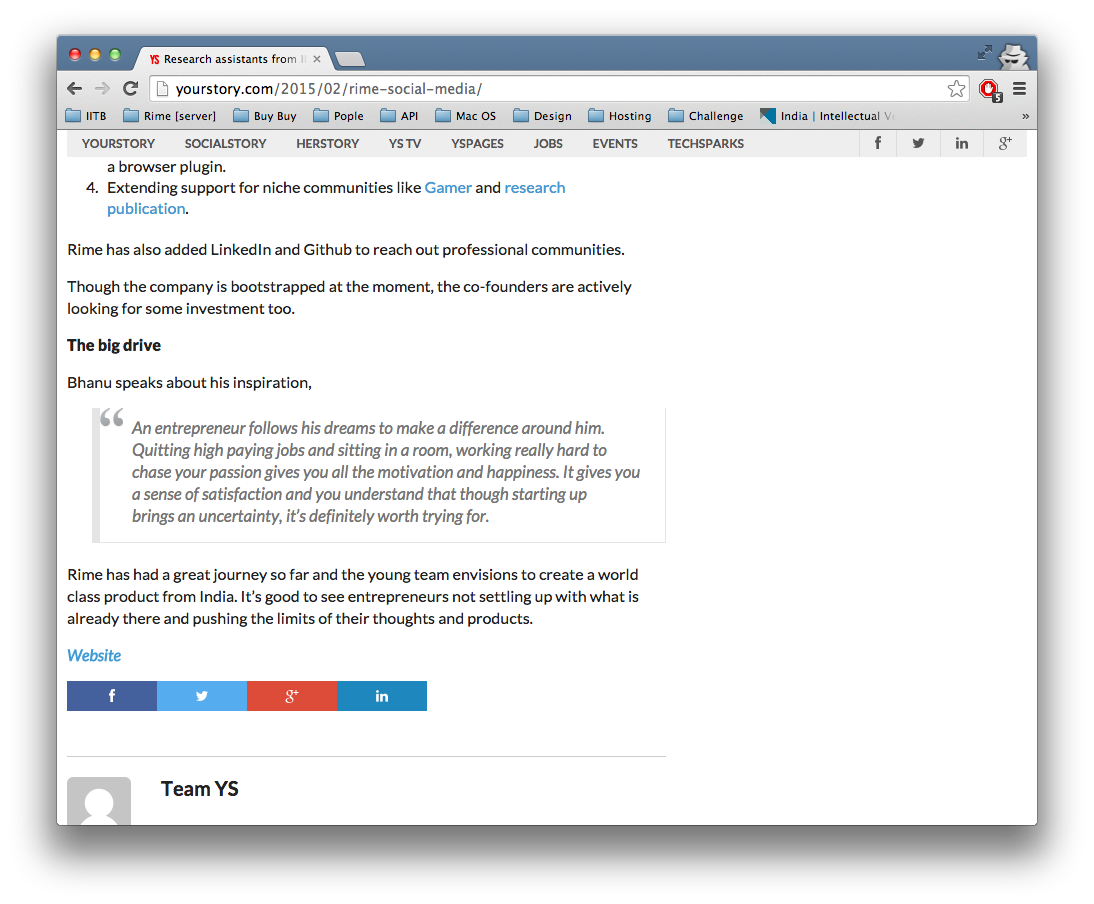 YS Research assistants from I
yourstory.com/2015/02/rime-social-media/
5
IITB Rime [server] Buy Buy Pople API Mac OS Design Hosting Challenge India | Intellectual V »
YOURSTORY SOCIALSTORY HERSTORY YS TV YSPAGES JOBS EVENTS TECHSPARKS f in g+
a browser plugin.
4. Extending support for niche communities like Gamer and research
publication.
Rime has also added LinkedIn and Github to reach out professional communities.
Though the company is bootstrapped at the moment, the co-founders are actively
looking for some investment too.
The big drive
Bhanu speaks about his inspiration,
“ An entrepreneur follows his dreams to make a difference around him.
Quitting high paying jobs and sitting in a room, working really hard to
chase your passion gives you all the motivation and happiness. It gives you
a sense of satisfaction and you understand that though starting up
brings an uncertainty, it’s definitely worth trying for.
Rime has had a great journey so far and the young team envisions to create a world
class product from India. It’s good to see entrepreneurs not settling up with what is
already there and pushing the limits of their thoughts and products.
Website
f g+ in
Team YS